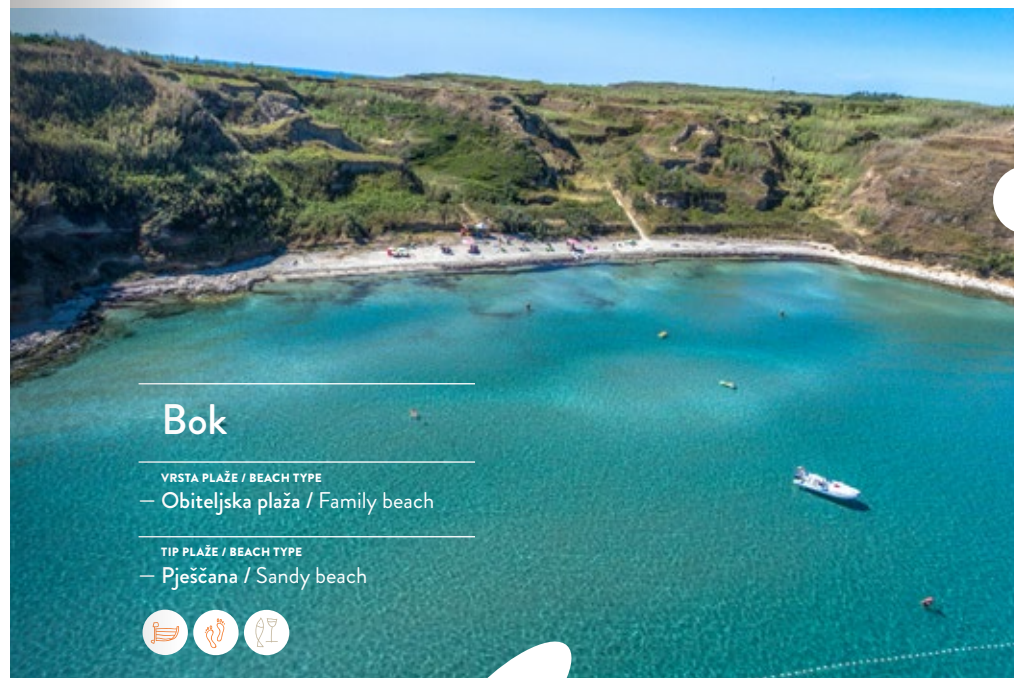 Bok
VRSTA PLAŽE / BEACH TYPE
— Obiteljska plaža / Family beach
TIP PLAŽE / BEACH TYPE
— Pješčana / Sandy beach